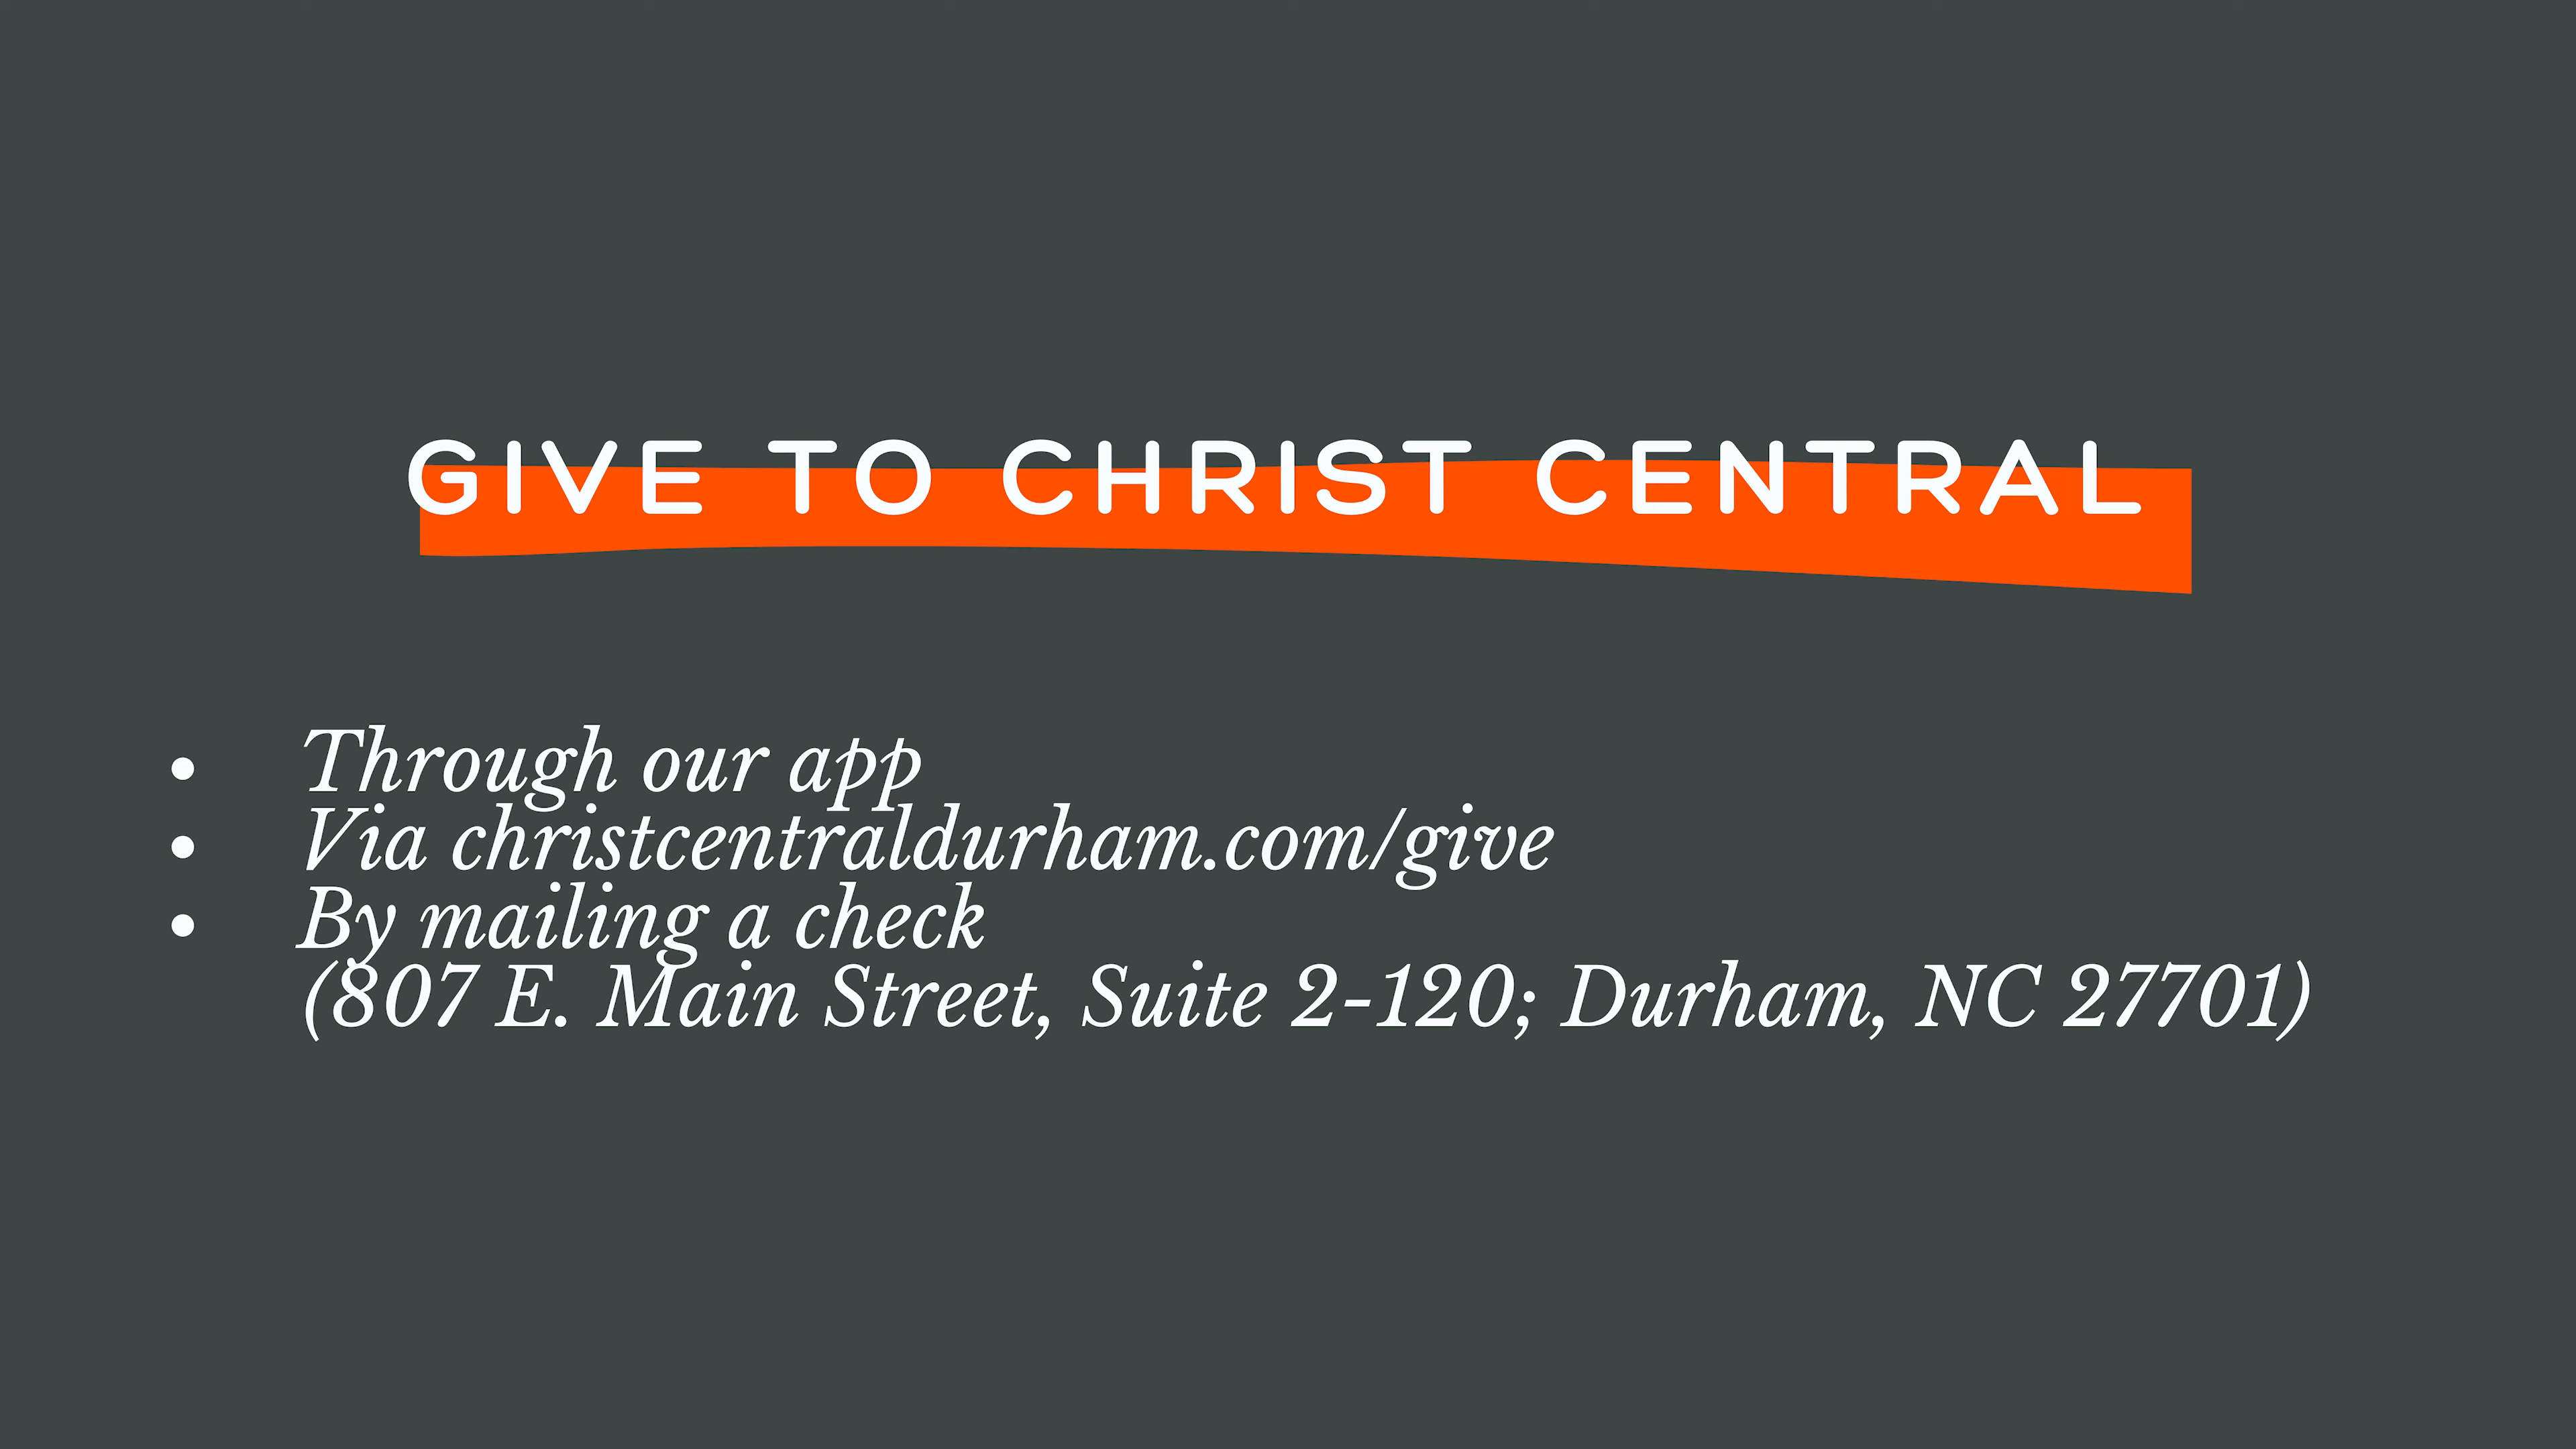 GIVE TO CHRIST CENTRAL
• Through our app
• Via christcentraldurham.com/give
• By mailing a check
(807 E. Main Street, Suite 2-120; Durham, NC 27701)